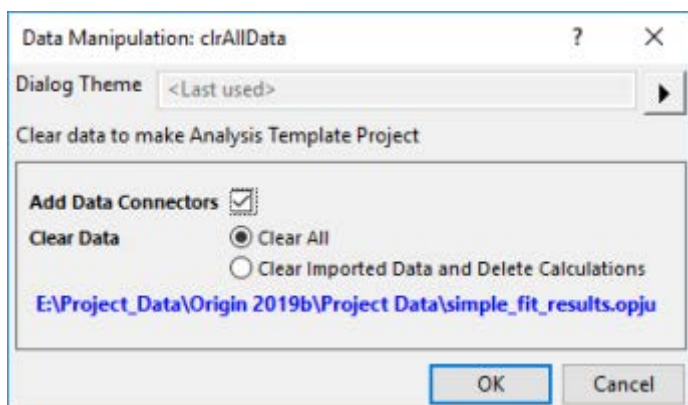 Data Manipulation: clrAllData ? ×
Dialog Theme <Last used>
Clear data to make Analysis Template Project
Add Data Connectors
Clear Data Clear All
Clear Imported Data and Delete Calculations
E:\Project_Data\Origin 2019b\Project Data\simple_fit_results.opju
OK Cancel